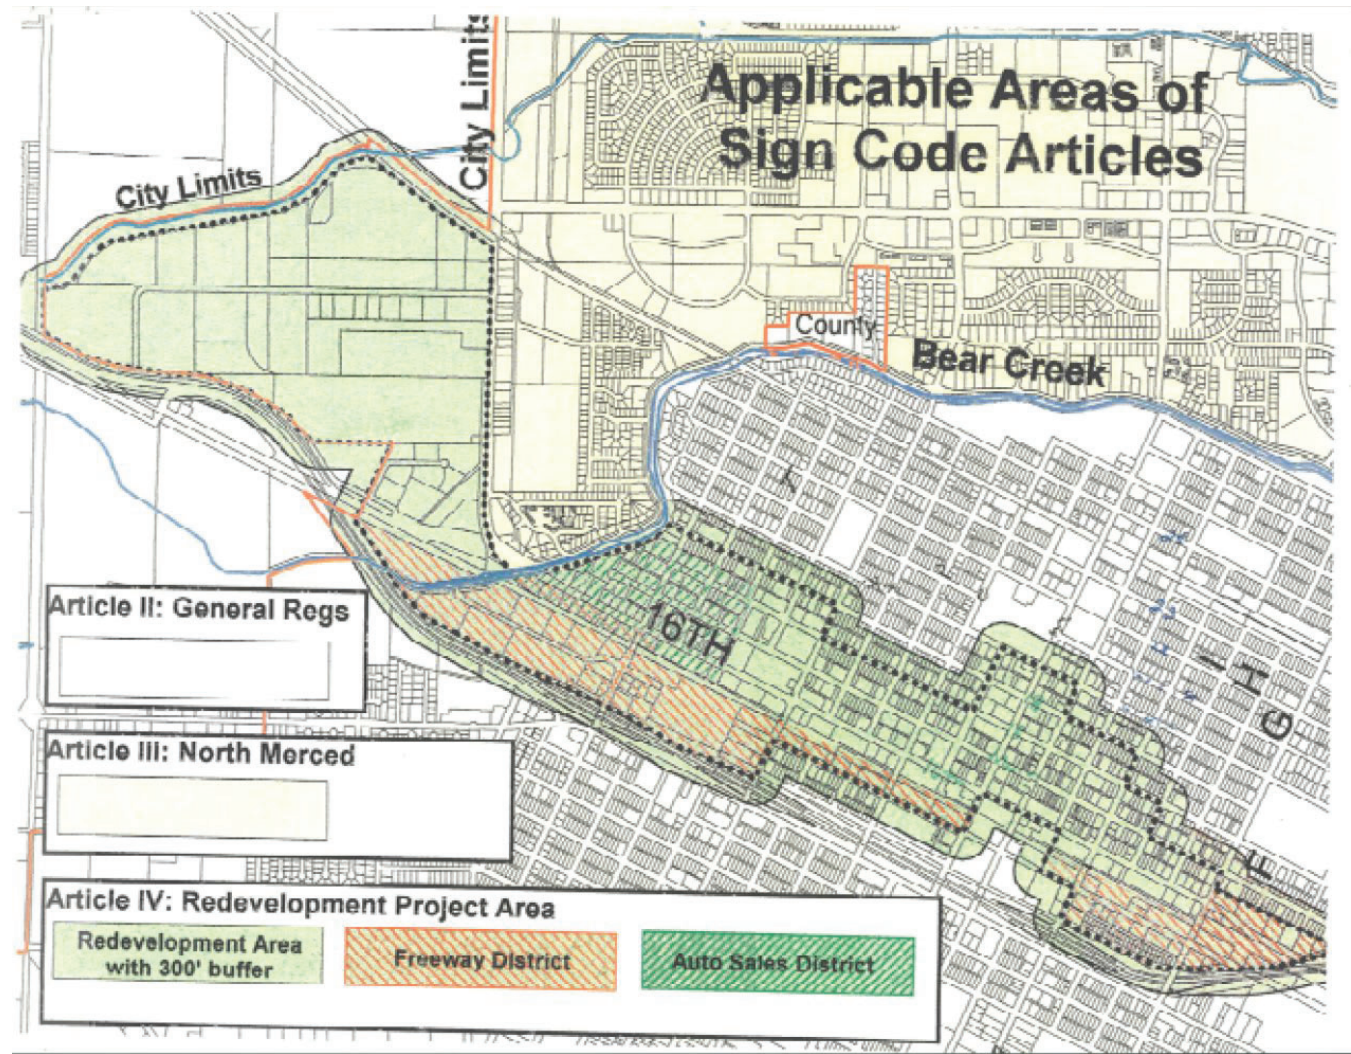 Applicable Areas of
Sign Code Articles
City Limits
City Limits
County
Bear Creek
16TH
I
H
G
F
Article II: General Regs
Article III: North Merced
Article IV: Redevelopment Project Area
Redevelopment Area
with 300' buffer
Freeway District
Auto Sales District